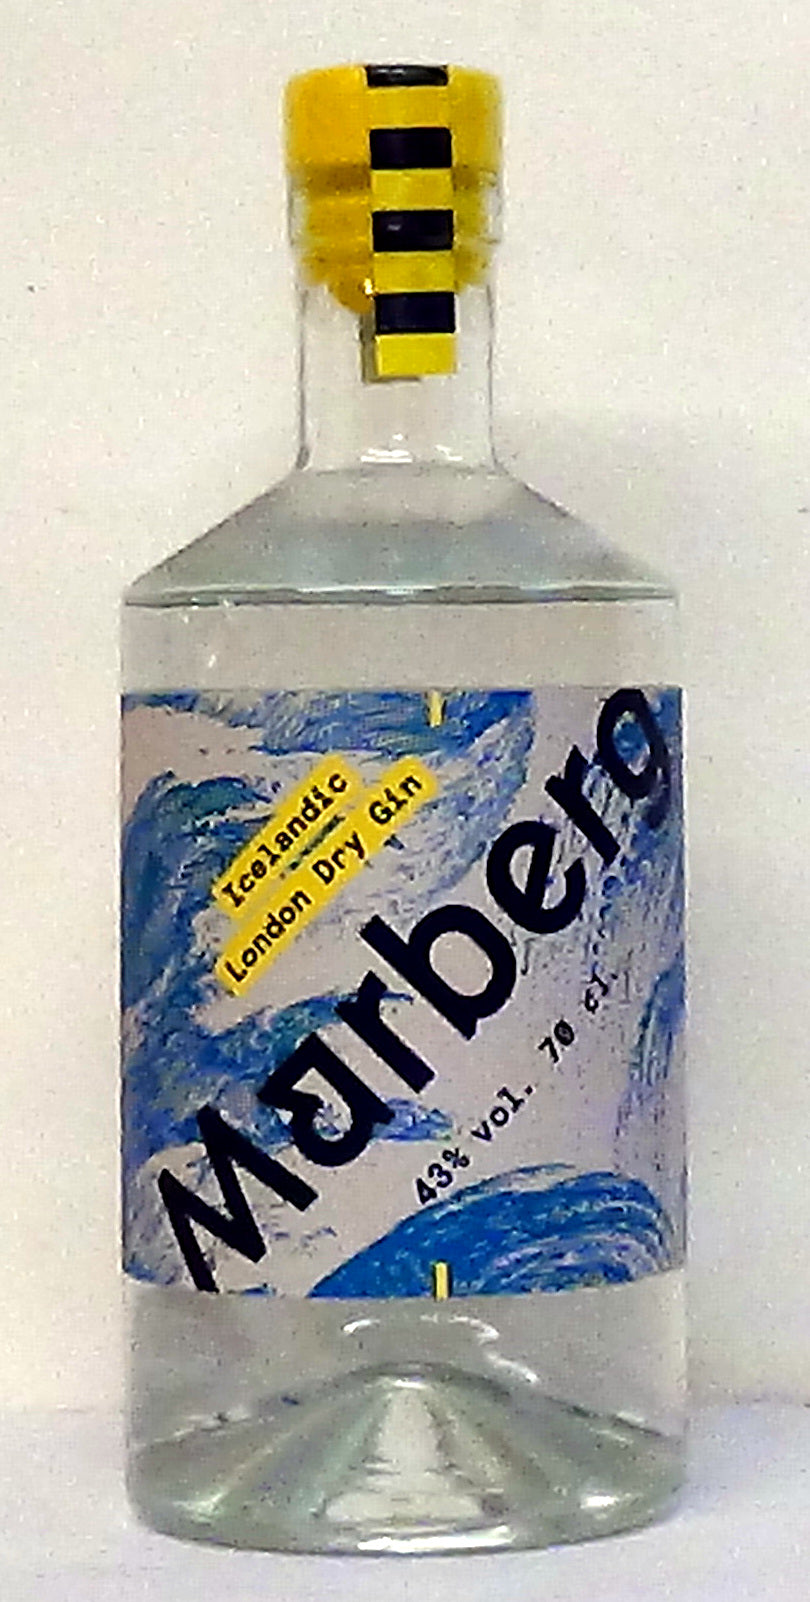 Icelandic
London Dry Gin
Marberg
43% vol. 70 cl.